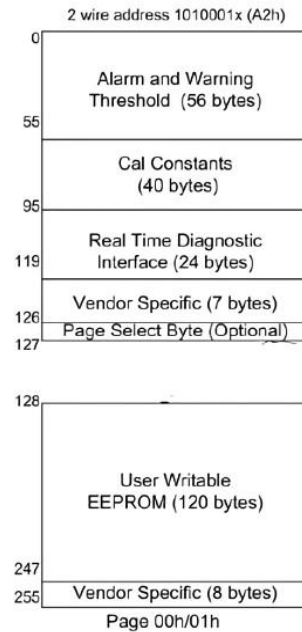 2 wire address 1010001x (A2h)
0
Alarm and Warning
Threshold (56 bytes)
55
Cal Constants
(40 bytes)
95
Real Time Diagnostic
119
Interface (24 bytes)
Vendor Specific (7 bytes)
126
Page Select Byte (Optional)
127
128
User Writable
EEPROM (120 bytes)
247
255
Vendor Specific (8 bytes)
Page 00h/01h